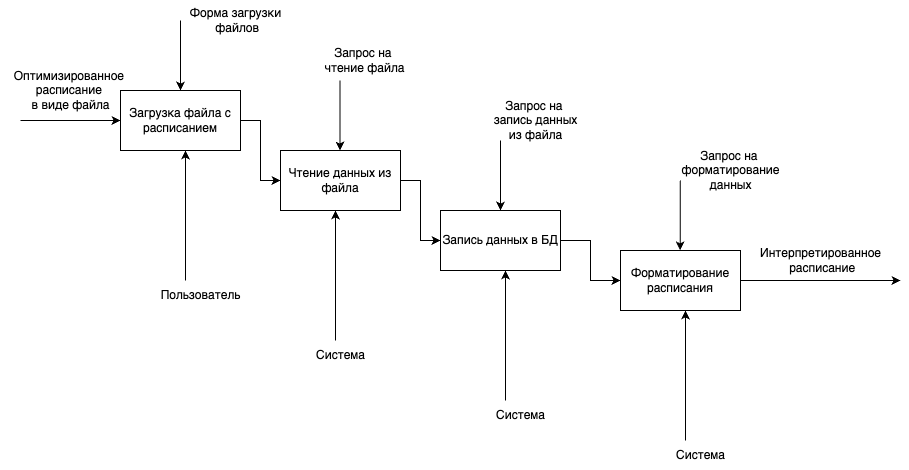 Форма загрузки
файлов
Запрос на
чтение файла
Оптимизированное
расписание
в виде файла
Загрузка файла с
расписанием
Запрос на
запись данных
из файла
Запрос на
форматирование
данных
Чтение данных из
файла
Запись данных в БД
Интерпретированное
расписание
Форматирование
расписания
Пользователь
Система
Система
Система